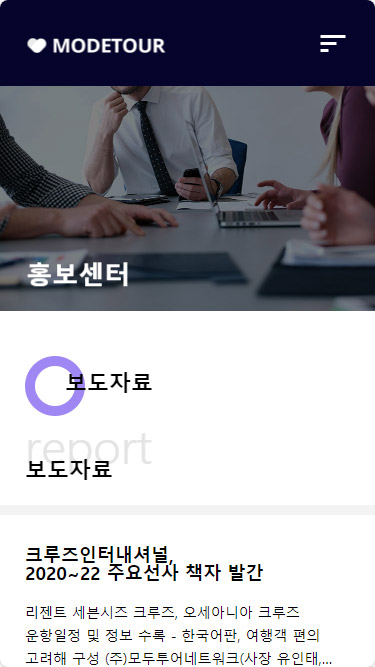 MODETOUR
홍보센터
보도자료
report
보도자료
크루즈인터내셔널,
2020~22 주요선사 책자 발간
리젠트 세븐시즈 크루즈, 오세아니아 크루즈
운항일정 및 정보 수록 - 한국어판, 여행객 편의
고려해 구성 (주)모두투어네트워크(사장 유인태,...